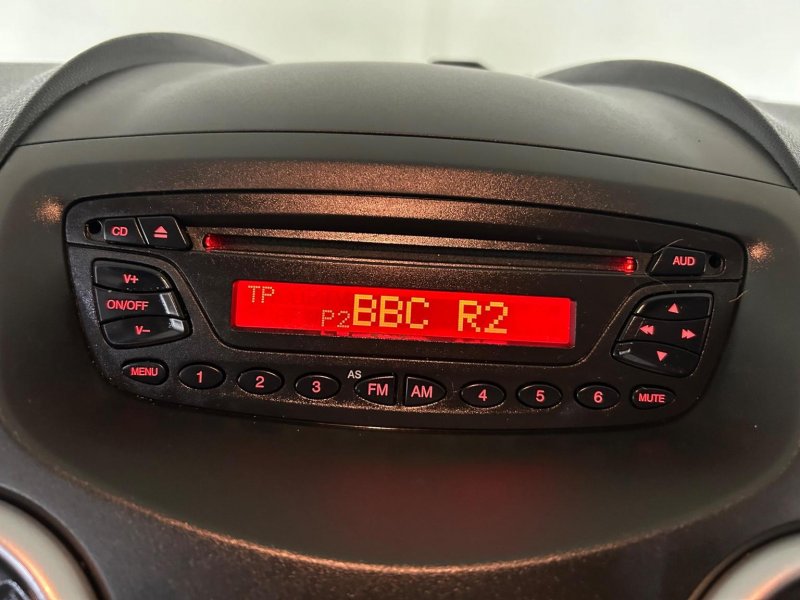 CD
AUD
V+
ON/OFF
V–
TP
P2 BBC R2
MENU 1 2 3 AS FM AM 4 5 6 MUTE